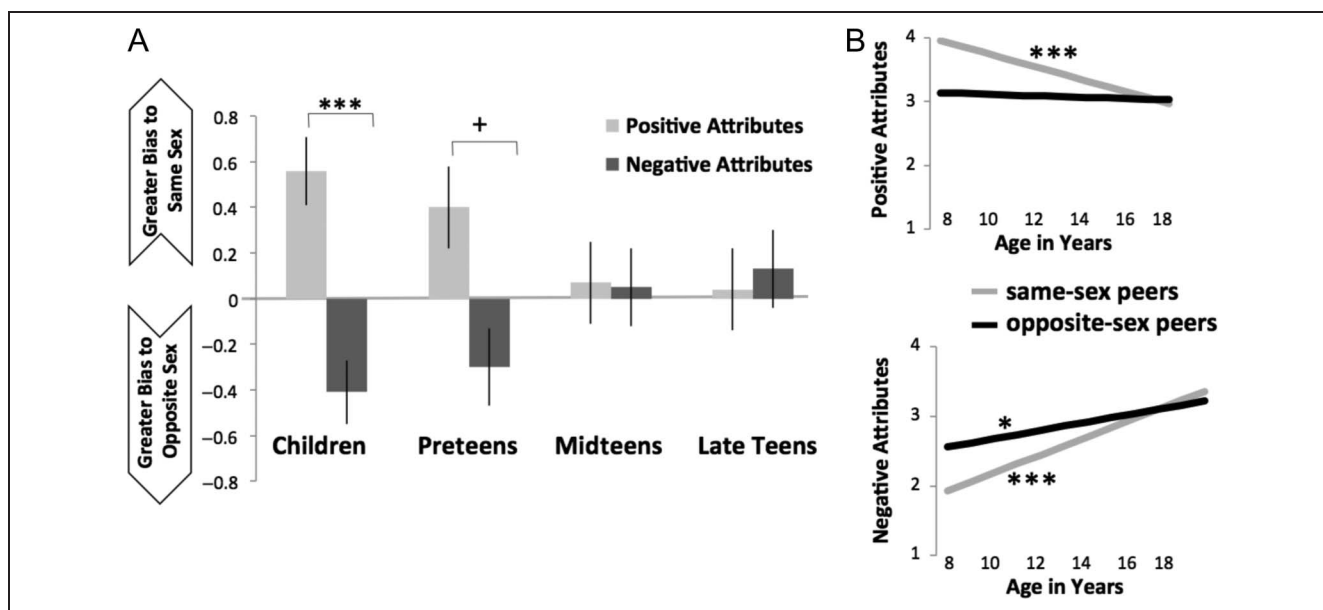 A
Greater Bias to
Same Sex
Greater Bias to
Opposite Sex
0.8
0.6
0.4
0.2
0
–0.2
–0.4
–0.6
–0.8
***
+
Positive Attributes
Negative Attributes
Children Preteens Midteens Late Teens
B
Positive Attributes
4
3
2
1
***
8 10 12 14 16 18
Age in Years
same-sex peers
opposite-sex peers
Negative Attributes
4
3
2
1
*
***
8 10 12 14 16 18
Age in Years